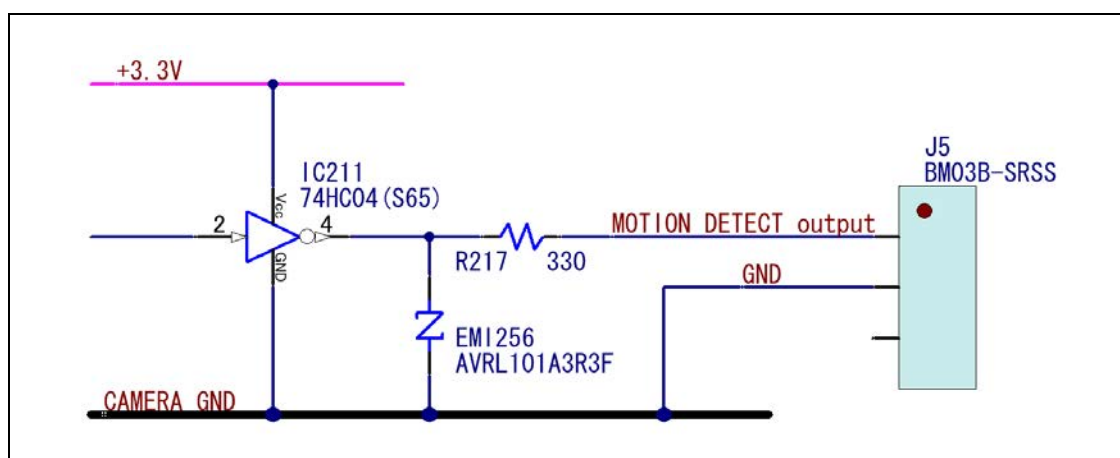 +3.3V
J5
BM03B-SRSS
IC211
74HC04(S65)
Vcc
2
4
GND
MOTION DETECT output
R217 330
GND
EMI256
AVRL101A3R3F
CAMERA GND